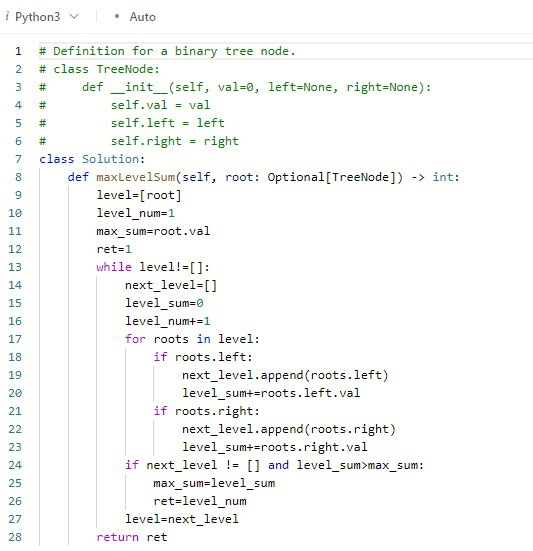 i Python3 • Auto
1 # Definition for a binary tree node.
2 # class TreeNode:
3 #     def __init__(self, val=0, left=None, right=None):
4 #         self.val = val
5 #         self.left = left
6 #         self.right = right
7 class Solution:
8     def maxLevelSum(self, root: Optional[TreeNode]) -> int:
9         level=[root]
10         level_num=1
11         max_sum=root.val
12         ret=1
13         while level!=[]:
14             next_level=[]
15             level_sum=0
16             level_num+=1
17             for roots in level:
18                 if roots.left:
19                     next_level.append(roots.left)
20                     level_sum+=roots.left.val
21                 if roots.right:
22                     next_level.append(roots.right)
23                     level_sum+=roots.right.val
24             if next_level != [] and level_sum>max_sum:
25                 max_sum=level_sum
26                 ret=level_num
27             level=next_level
28         return ret